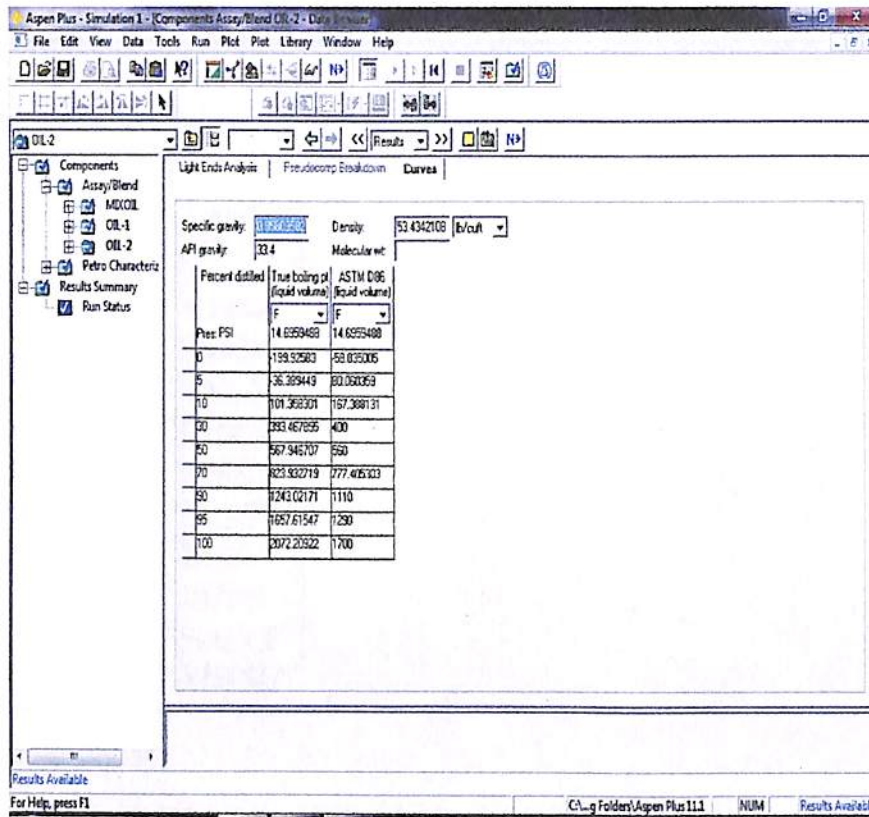 Aspen Plus - Simulation 1 - [Components Assay/Blend OIL-2 - Data Browser]
File Edit View Data Tools Run Plot Plot Library Window Help
OIL-2 << Results >> N>
Components
Assay/Blend
MIXOIL
OIL-1
OIL-2
Petro Characteriz
Results Summary
Run Status
Light Ends Analysis Pseudocomp Breakdown Curves
Specific gravity: Density: 53.4342108 lb/cuft
API gravity: 33.4 Molecular wt:
Percent distilled True boiling pt ASTM D86
(liquid volume) (liquid volume)
F F
Pres: PSI 14.6959488 14.6959488
0 -199.92583 -58.835005
5 -36.389449 80.060359
10 101.358301 167.388131
30 393.467895 400
50 567.946707 560
70 823.932719 777.405303
90 1243.02171 1110
95 1657.61547 1290
100 2072.20922 1700
Results Available
For Help, press F1 C:\...g Folders\Aspen Plus 11.1 NUM Results Availabl